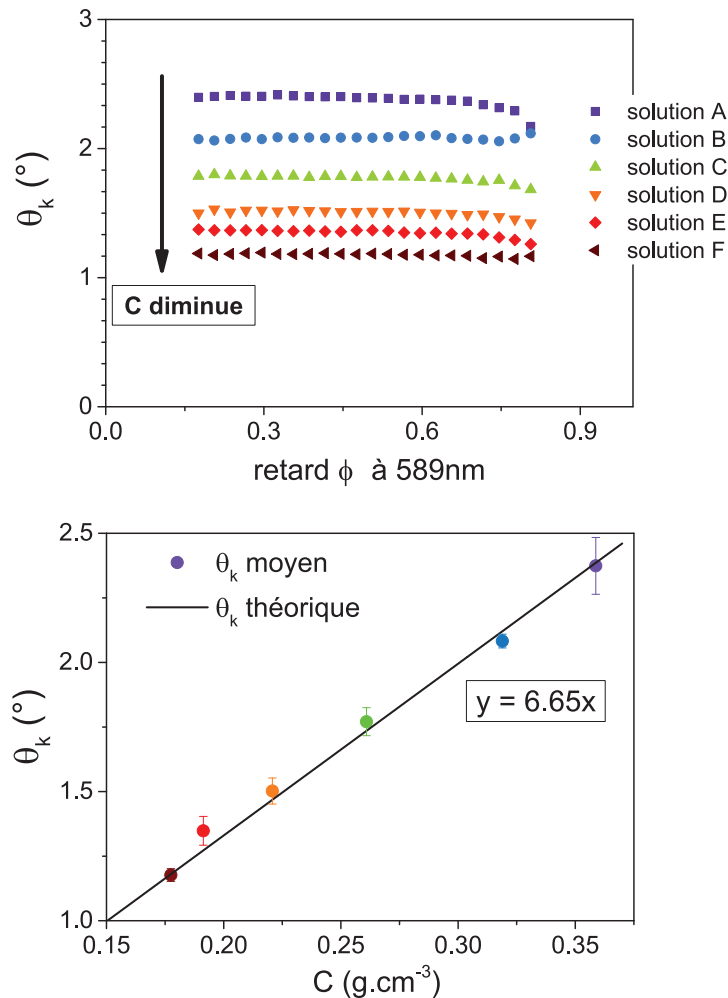 3
2
1
0
θk (°)
C diminue
solution A
solution B
solution C
solution D
solution E
solution F
0.0 0.3 0.6 0.9
retard ϕ à 589nm
2.5
2.0
1.5
1.0
θk (°)
θk moyen
θk théorique
y = 6.65x
0.15 0.20 0.25 0.30 0.35
C (g.cm-3)